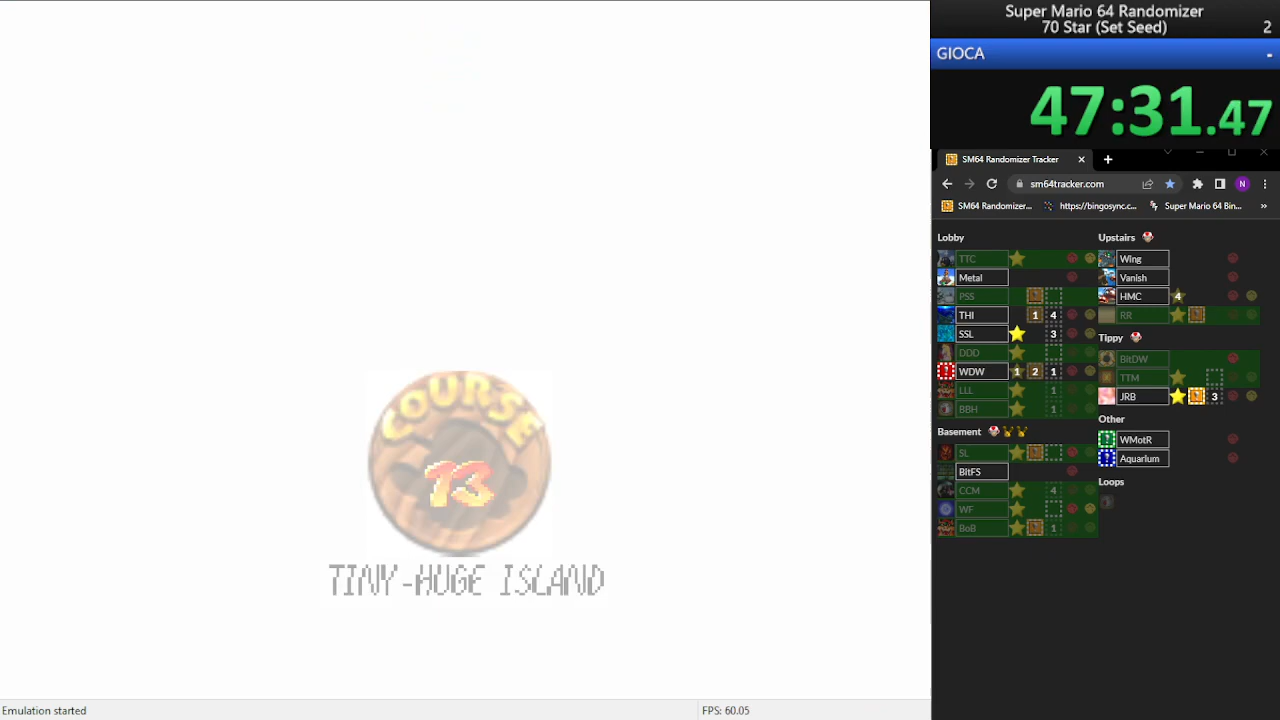 COURSE
13
TINY-HUGE ISLAND
Emulation started
FPS: 60.05
Super Mario 64 Randomizer
70 Star (Set Seed)
2
GIOCA
-
47:31.47
SM64 Randomizer Tracker
sm64tracker.com
N
SM64 Randomizer...
https://bingosync.c...
Super Mario 64 Bin...
»
Lobby
TTC
Metal
PSS
THI 1 4
SSL 3
DDD
WDW 1 2 1
LLL 1
BBH 1
Basement
SL
BitFS
CCM 4
WF
BoB 1
Upstairs
Wing
Vanish
HMC 4
RR
Tippy
BitDW
TTM
JRB 3
Other
WMotR
Aquarium
Loops